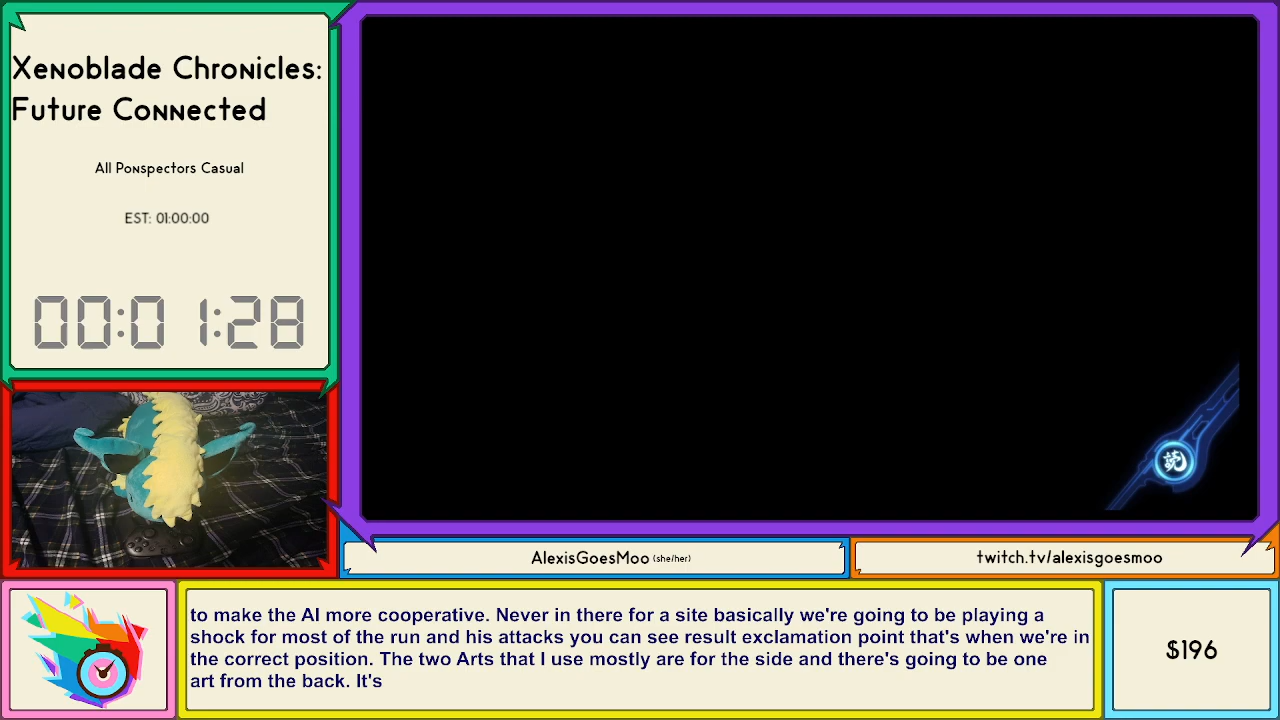 Xenoblade Chronicles:
Future Connected
All Ponspectors Casual
EST: 01:00:00
00:01:28
AlexisGoesMoo (she/her)
twitch.tv/alexisgoesmoo
to make the AI more cooperative. Never in there for a site basically we're going to be playing a
shock for most of the run and his attacks you can see result exclamation point that's when we're in
the correct position. The two Arts that I use mostly are for the side and there's going to be one
art from the back. It's
$196